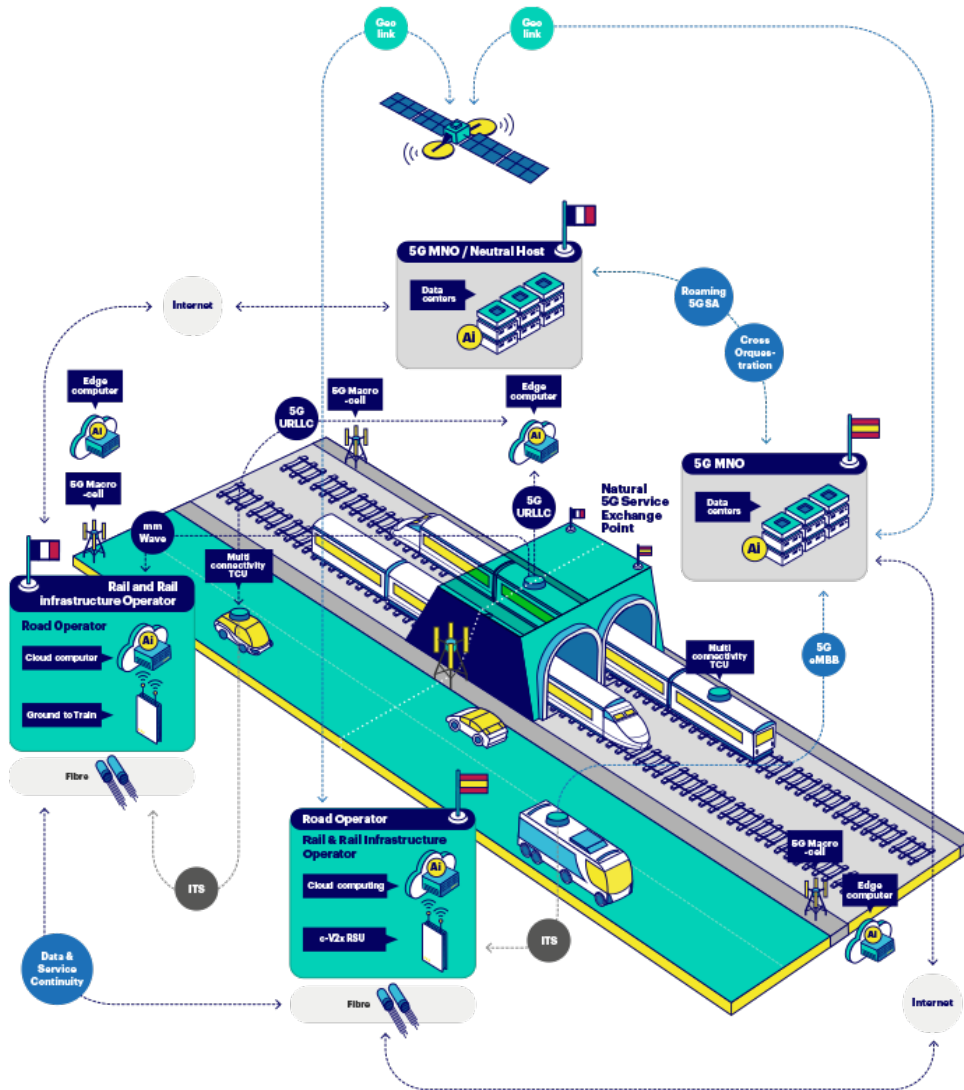 Geo
link
Geo
link
5G MNO / Neutral Host
Data
centers
Ai
Internet
Roaming
5GSA
Cross
Orques-
tration
Edge
computer
Ai
5G Macro
-cell
5G
URLLC
Edge
computer
Ai
5G MNO
Data
centers
Ai
5G Macro
-cell
mm
Wave
Multi
connectivity
TCU
5G
URLLC
Natural
5G Service
Exchange
Point
Rail and Rail
infrastructure Operator
Road Operator
Cloud computer
Ai
Ground to Train
Fibre
Multi
connectivity
TCU
5G
eMBB
Road Operator
Rail & Rail Infrastructure
Operator
Cloud computing
Ai
c-V2x RSU
Fibre
ITS
ITS
5G Macro
-cell
Edge
computer
Ai
Data &
Service
Continuity
Internet